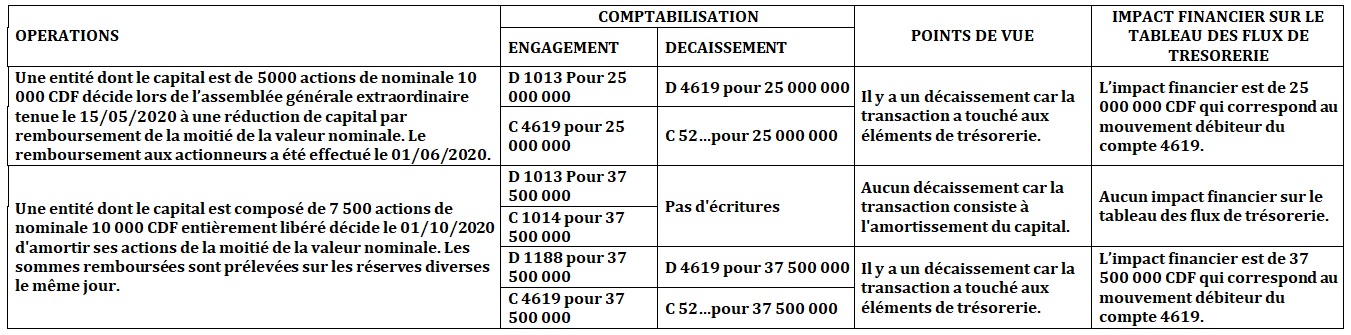 OPERATIONS
COMPTABILISATION
ENGAGEMENT
DECAISSEMENT
POINTS DE VUE
IMPACT FINANCIER SUR LE
TABLEAU DES FLUX DE
TRESORERIE
Une entité dont le capital est de 5000 actions de nominale 10
000 CDF décide lors de l'assemblée générale extraordinaire
tenue le 15/05/2020 à une réduction de capital par
remboursement de la moitié de la valeur nominale. Le
remboursement aux actionneurs a été effectué le 01/06/2020.
D 1013 Pour 25
000 000
D 4619 pour 25 000 000
C 4619 pour 25
000 000
C 52...pour 25 000 000
Il y a un décaissement car la
transaction a touché aux
éléments de trésorerie.
L'impact financier est de 25
000 000 CDF qui correspond au
mouvement débiteur du
compte 4619.
Une entité dont le capital est composé de 7 500 actions de
nominale 10 000 CDF entièrement libéré décide le 01/10/2020
d'amortir ses actions de la moitié de la valeur nominale. Les
sommes remboursées sont prélevées sur les réserves diverses
le même jour.
D 1013 Pour 37
500 000
C 1014 pour 37
500 000
Pas d'écritures
Aucun décaissement car la
transaction consiste à
l'amortissement du capital.
Aucun impact financier sur le
tableau des flux de trésorerie.
D 1188 pour 37
500 000
D 4619 pour 37 500 000
C 4619 pour 37
500 000
C 52...pour 37 500 000
Il y a un décaissement car la
transaction a touché aux
éléments de trésorerie.
L'impact financier est de 37
500 000 CDF qui correspond au
mouvement débiteur du
compte 4619.